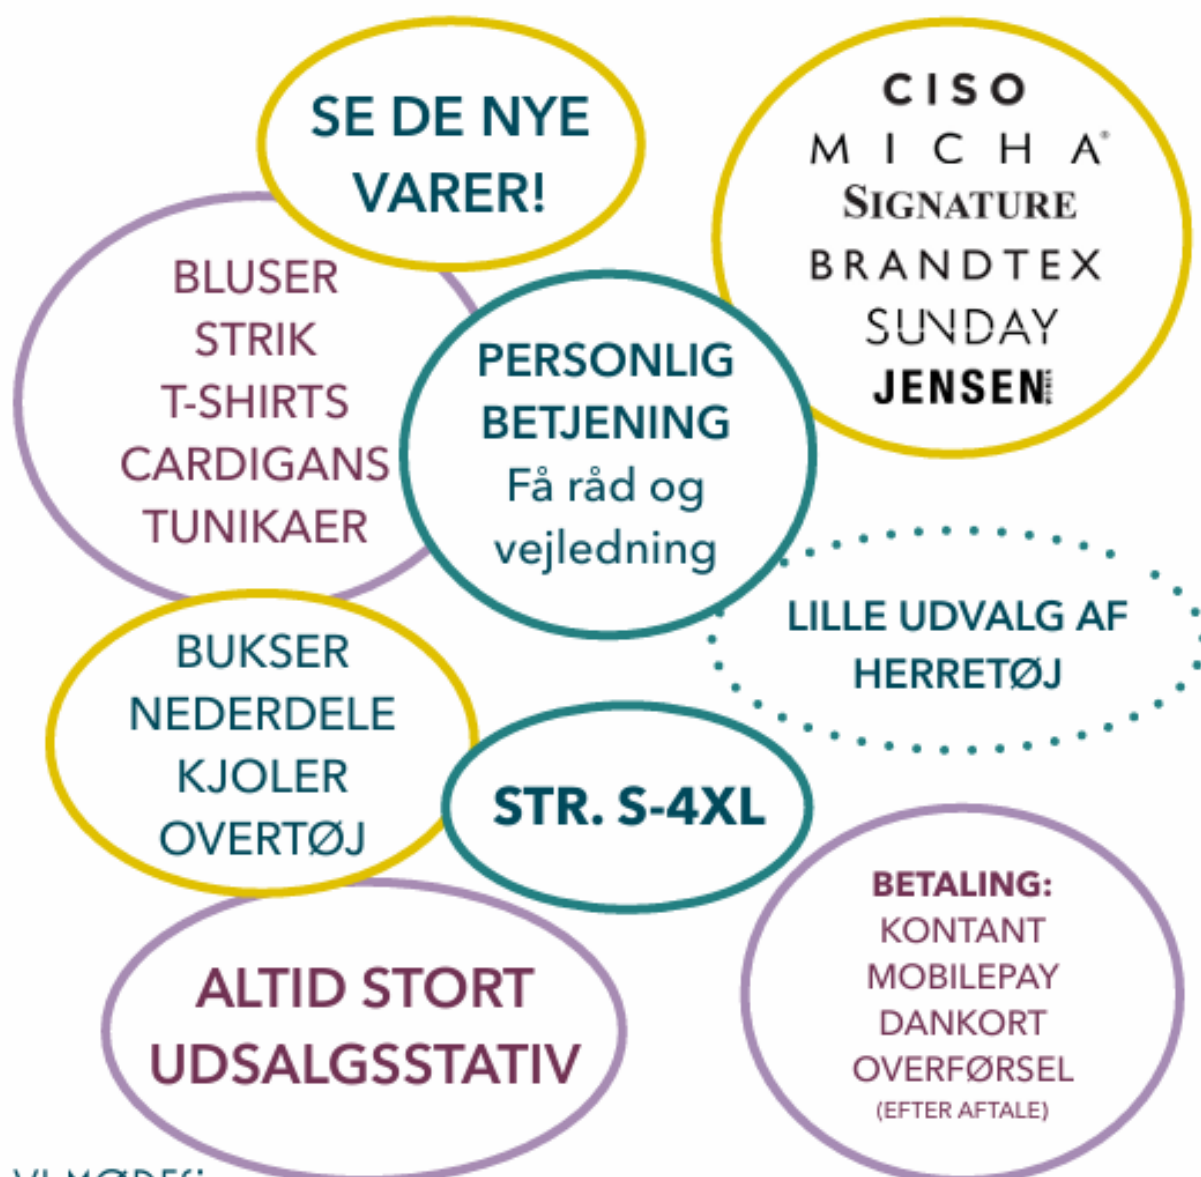 SE DE NYE
VARER!
CISO
MICHA®
SIGNATURE
BRANDTEX
SUNDAY
JENSEN
BLUSER
STRIK
T-SHIRTS
CARDIGANS
TUNIKAER
PERSONLIG
BETJENING
Få råd og
vejledning
LILLE UDVALG AF
HERRETØJ
BUKSER
NEDERDELE
KJOLER
OVERTØJ
STR. S-4XL
BETALING:
KONTANT
MOBILEPAY
DANKORT
OVERFØRSEL
(EFTER AFTALE)
ALTID STORT
UDSALGSSTATIV